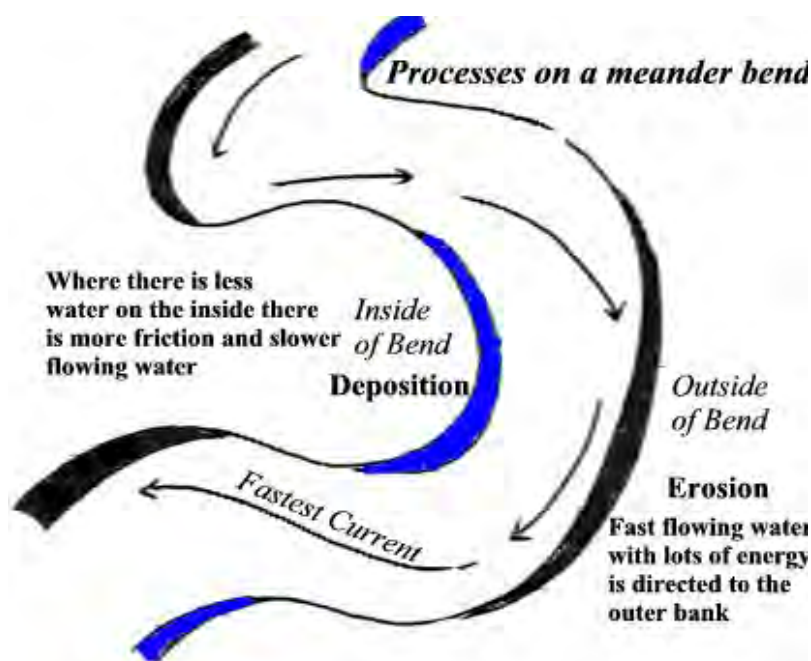 Processes on a meander bend
Where there is less
water on the inside there
is more friction and slower
flowing water
Inside
of Bend
Deposition
Outside
of Bend
Erosion
Fast flowing water
with lots of energy
is directed to the
outer bank
Fastest Current